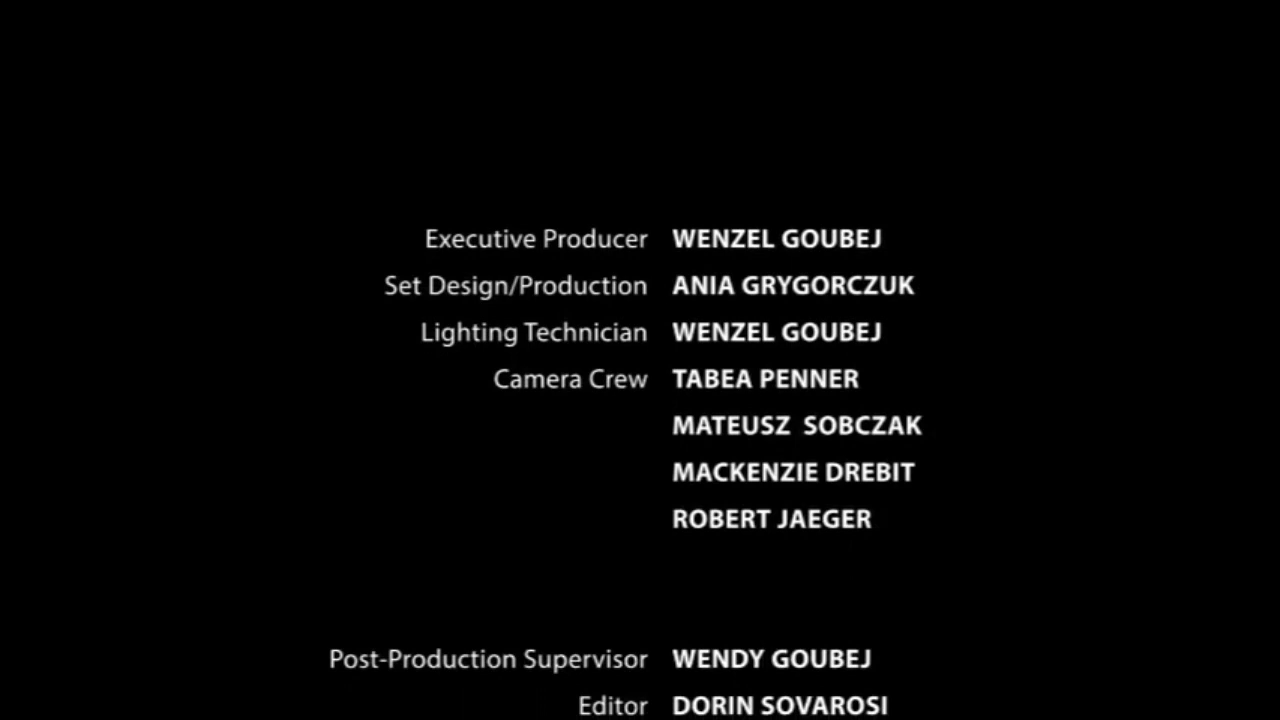 Executive Producer WENZEL GOUBEJ
Set Design/Production ANIA GRYGORCZUK
Lighting Technician WENZEL GOUBEJ
Camera Crew TABEA PENNER
MATEUSZ SOBCZAK
MACKENZIE DREBIT
ROBERT JAEGER
Post-Production Supervisor WENDY GOUBEJ
Editor DORIN SOVAROSI